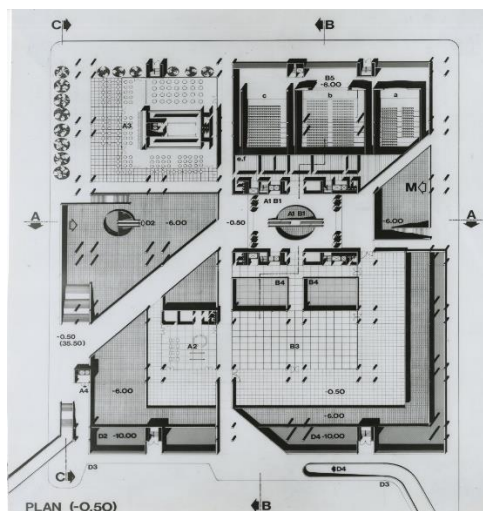 C
B
B5
-6.00
c
b
a
A3
e.f
M
A1 B1
A
D2
-6.00
-0.50
A1 B1
-6.00
A
B4
B4
-0.50
(38.50)
A2
B3
A4
-6.00
-0.50
-6.00
D2
-10.00
D4
-10.00
C
D3
D4
D3
B
PLAN (-0.50)